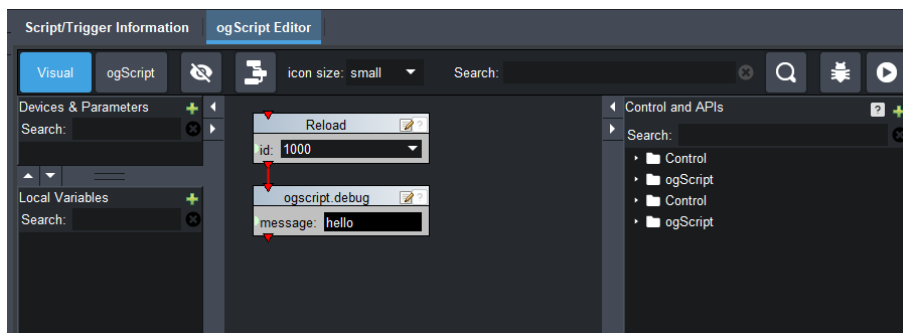 Script/Trigger Information ogScript Editor
Visual ogScript icon size: small Search:
Devices & Parameters
Search:
Local Variables
Search:
Reload
id: 1000
ogscript.debug
message: hello
Control and APIs
Search:
Control
ogScript
Control
ogScript